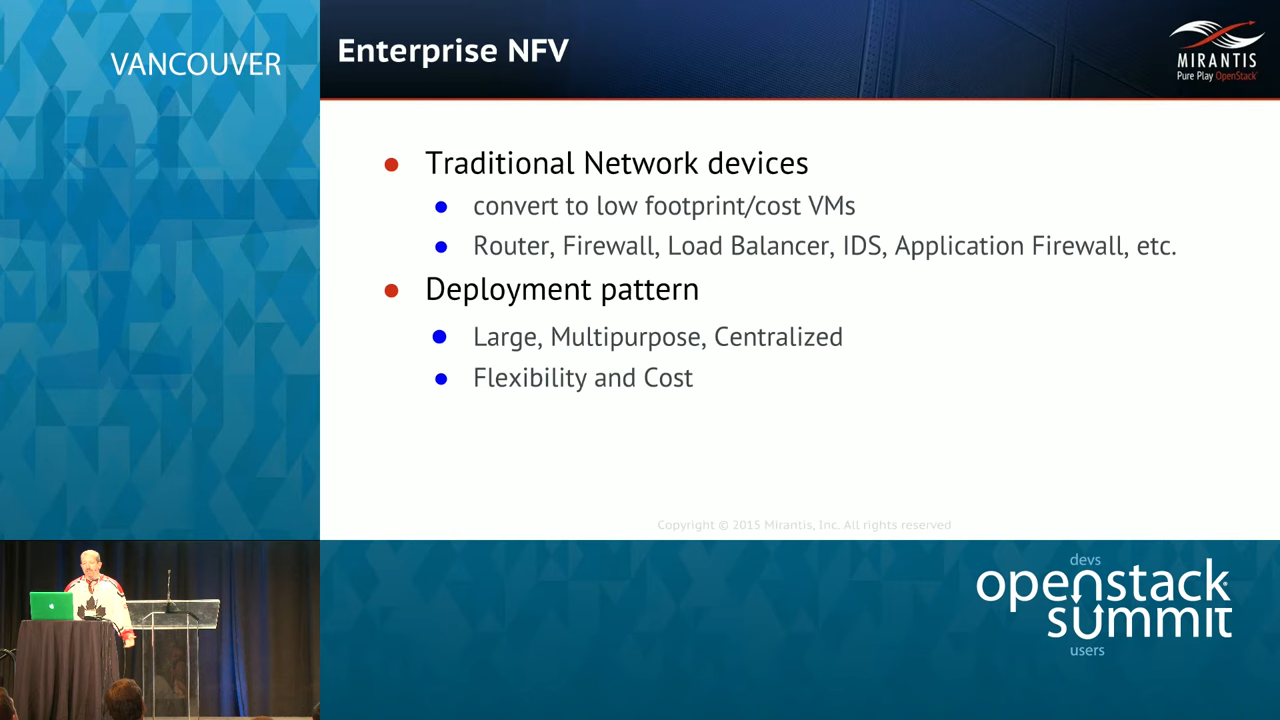 VANCOUVER
Enterprise NFV
MIRANTIS
Pure Play OpenStack
Traditional Network devices
convert to low footprint/cost VMs
Router, Firewall, Load Balancer, IDS, Application Firewall, etc.
Deployment pattern
Large, Multipurpose, Centralized
Flexibility and Cost
Copyright © 2015 Mirantis, Inc. All rights reserved
devs
openstack
summit
users